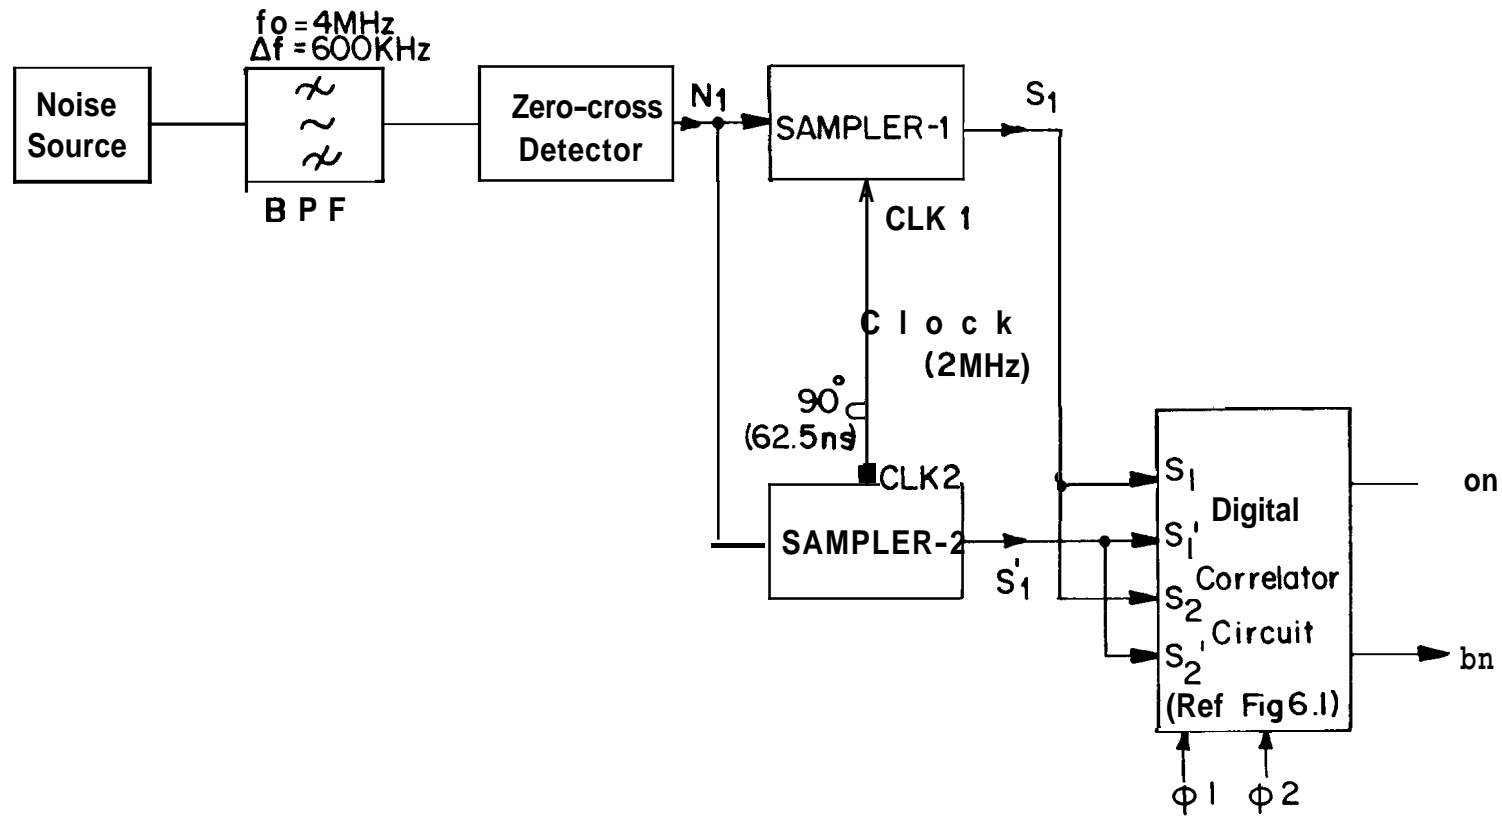 fo = 4MHz
Δf = 600KHz
Noise
Source
B P F
Zero-cross
Detector
N1
SAMPLER-1
S1
CLK 1
Clock
(2MHz)
90°
(62.5ns)
CLK2
SAMPLER-2
S'1
S1
Digital
S1'
S2
Correlator
Circuit
S2'
(Ref Fig 6.1)
on
bn
ϕ1
ϕ2